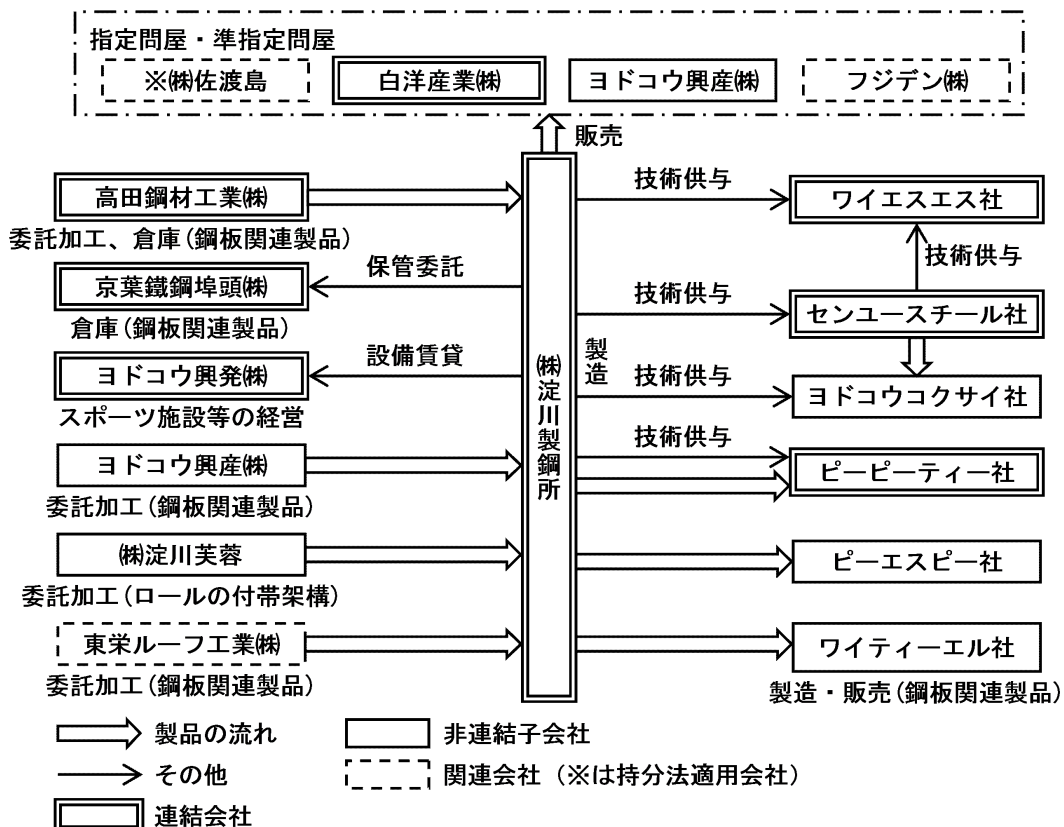 指定問屋・準指定問屋
※㈱佐渡島
白洋産業㈱
ヨドコウ興産㈱
フジデン㈱
販売
高田鋼材工業㈱
委託加工、倉庫(鋼板関連製品)
京葉鐵鋼埠頭㈱
倉庫(鋼板関連製品)
ヨドコウ興発㈱
スポーツ施設等の経営
ヨドコウ興産㈱
委託加工(鋼板関連製品)
㈱淀川芙蓉
委託加工(ロールの付帯架構)
東栄ルーフ工業㈱
委託加工(鋼板関連製品)
保管委託
設備賃貸
㈱淀川製鋼所
製造
技術供与
ワイエスエス社
技術供与
技術供与
センユースチール社
技術供与
ヨドコウコクサイ社
技術供与
ピーピーティー社
ピーエスピー社
ワイティーエル社
製造・販売(鋼板関連製品)
製品の流れ
その他
連結会社
非連結子会社
関連会社（※は持分法適用会社）